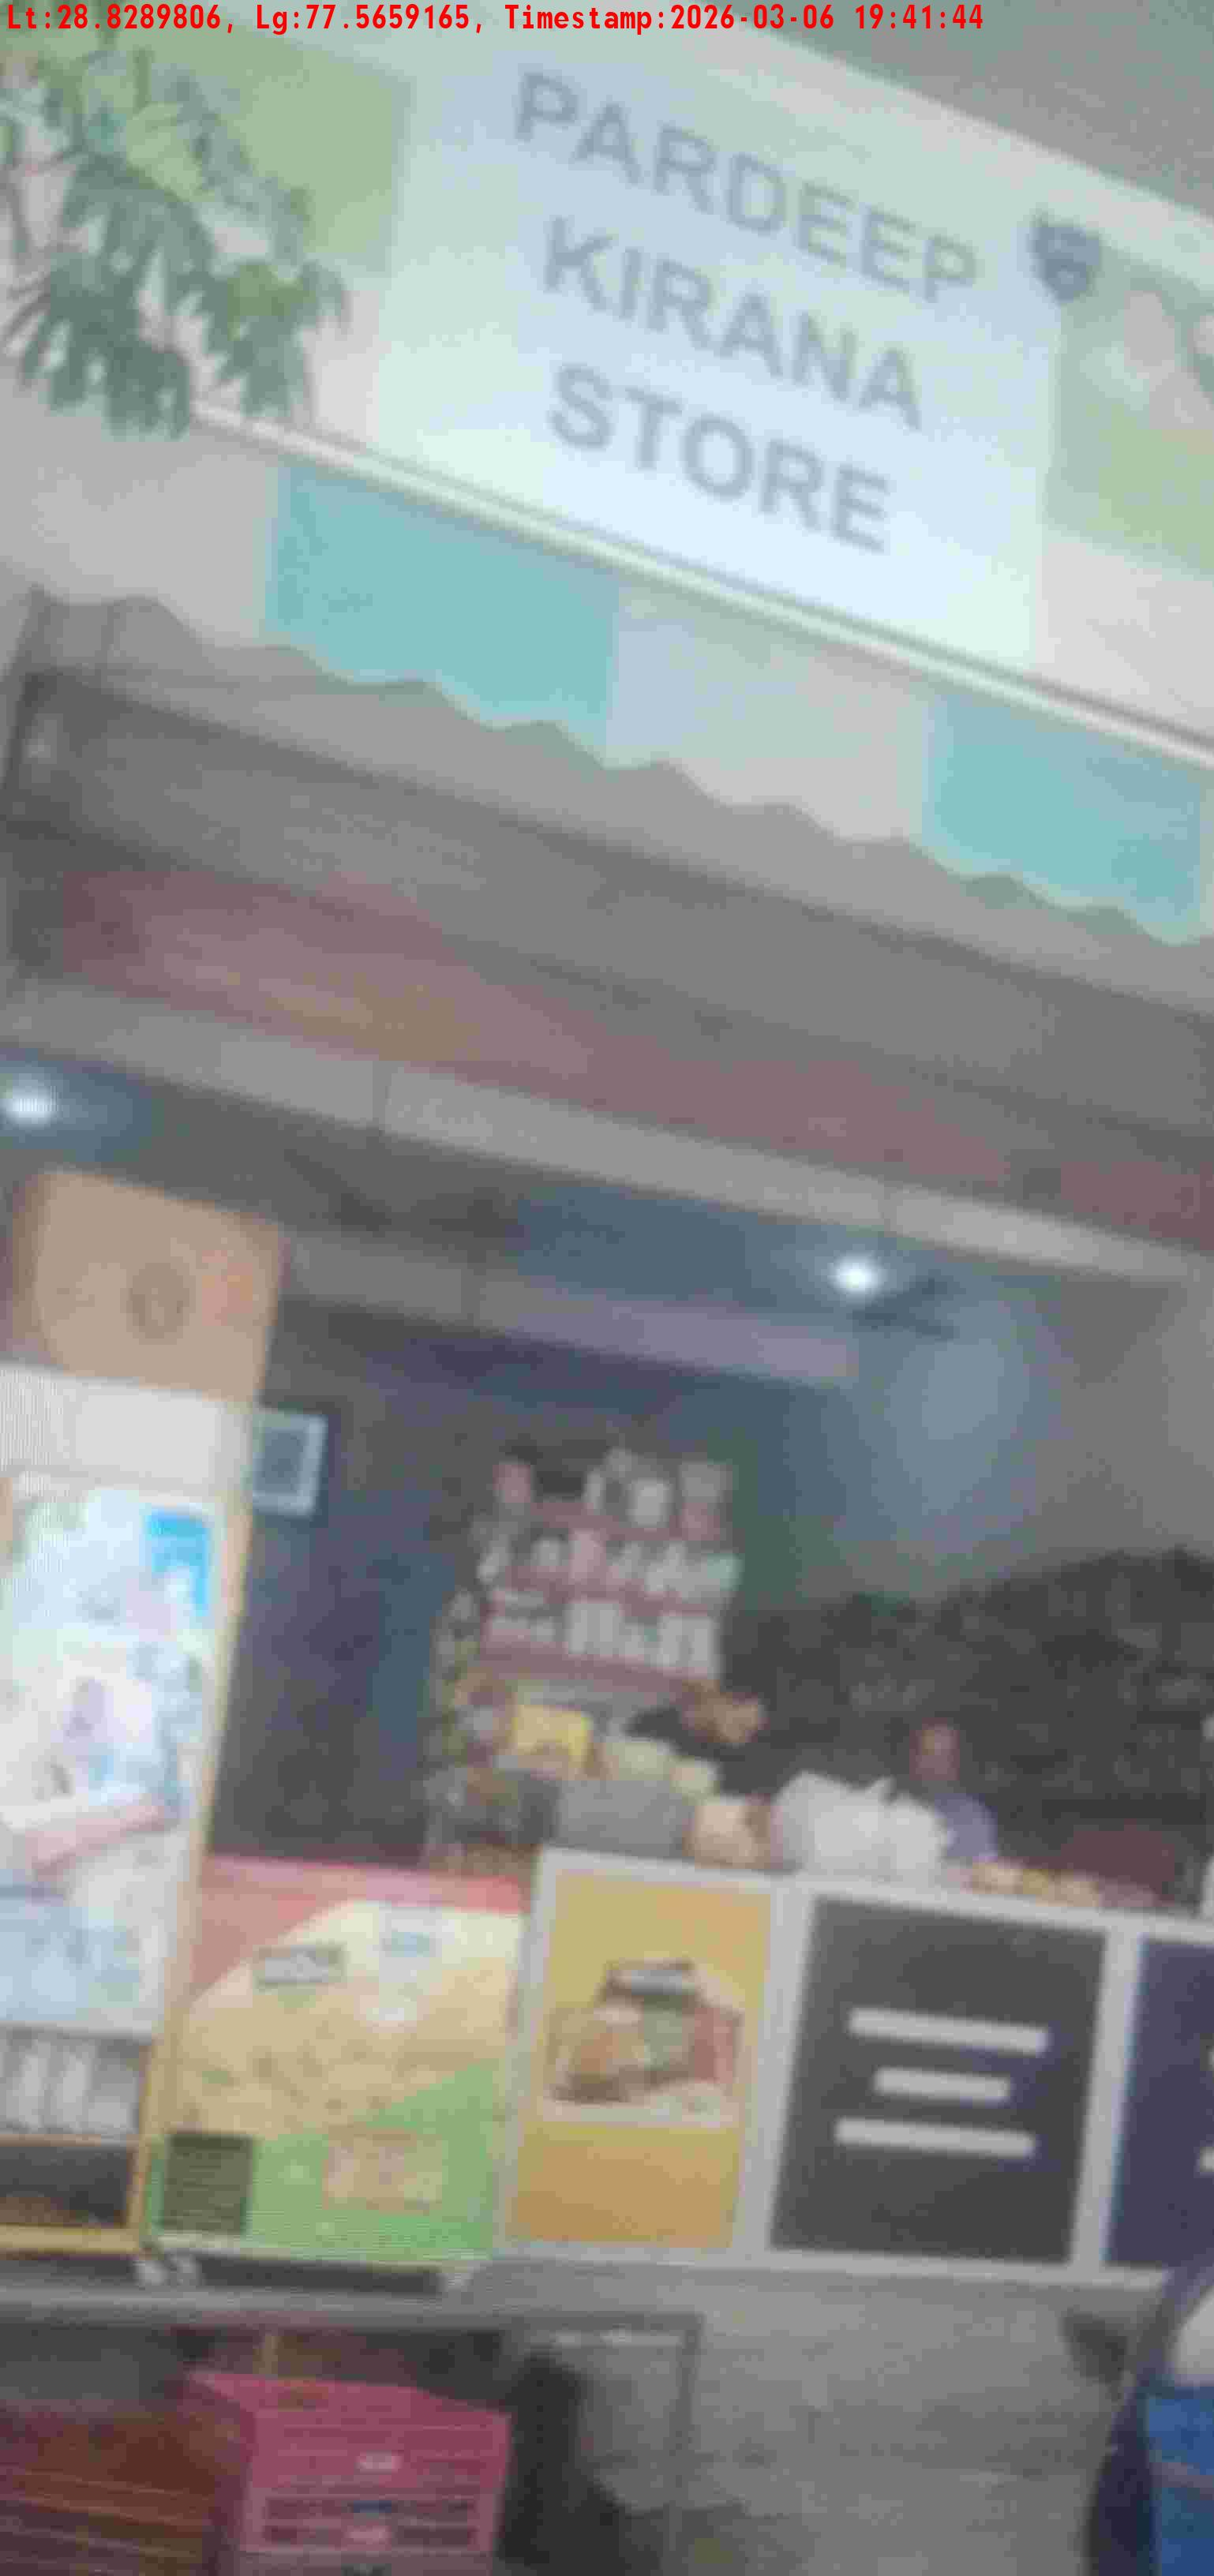 Lt:28.8289806, Lg:77.5659165, Timestamp:2026-03-06 19:41:44
PARDEEP
KIRANA
STORE